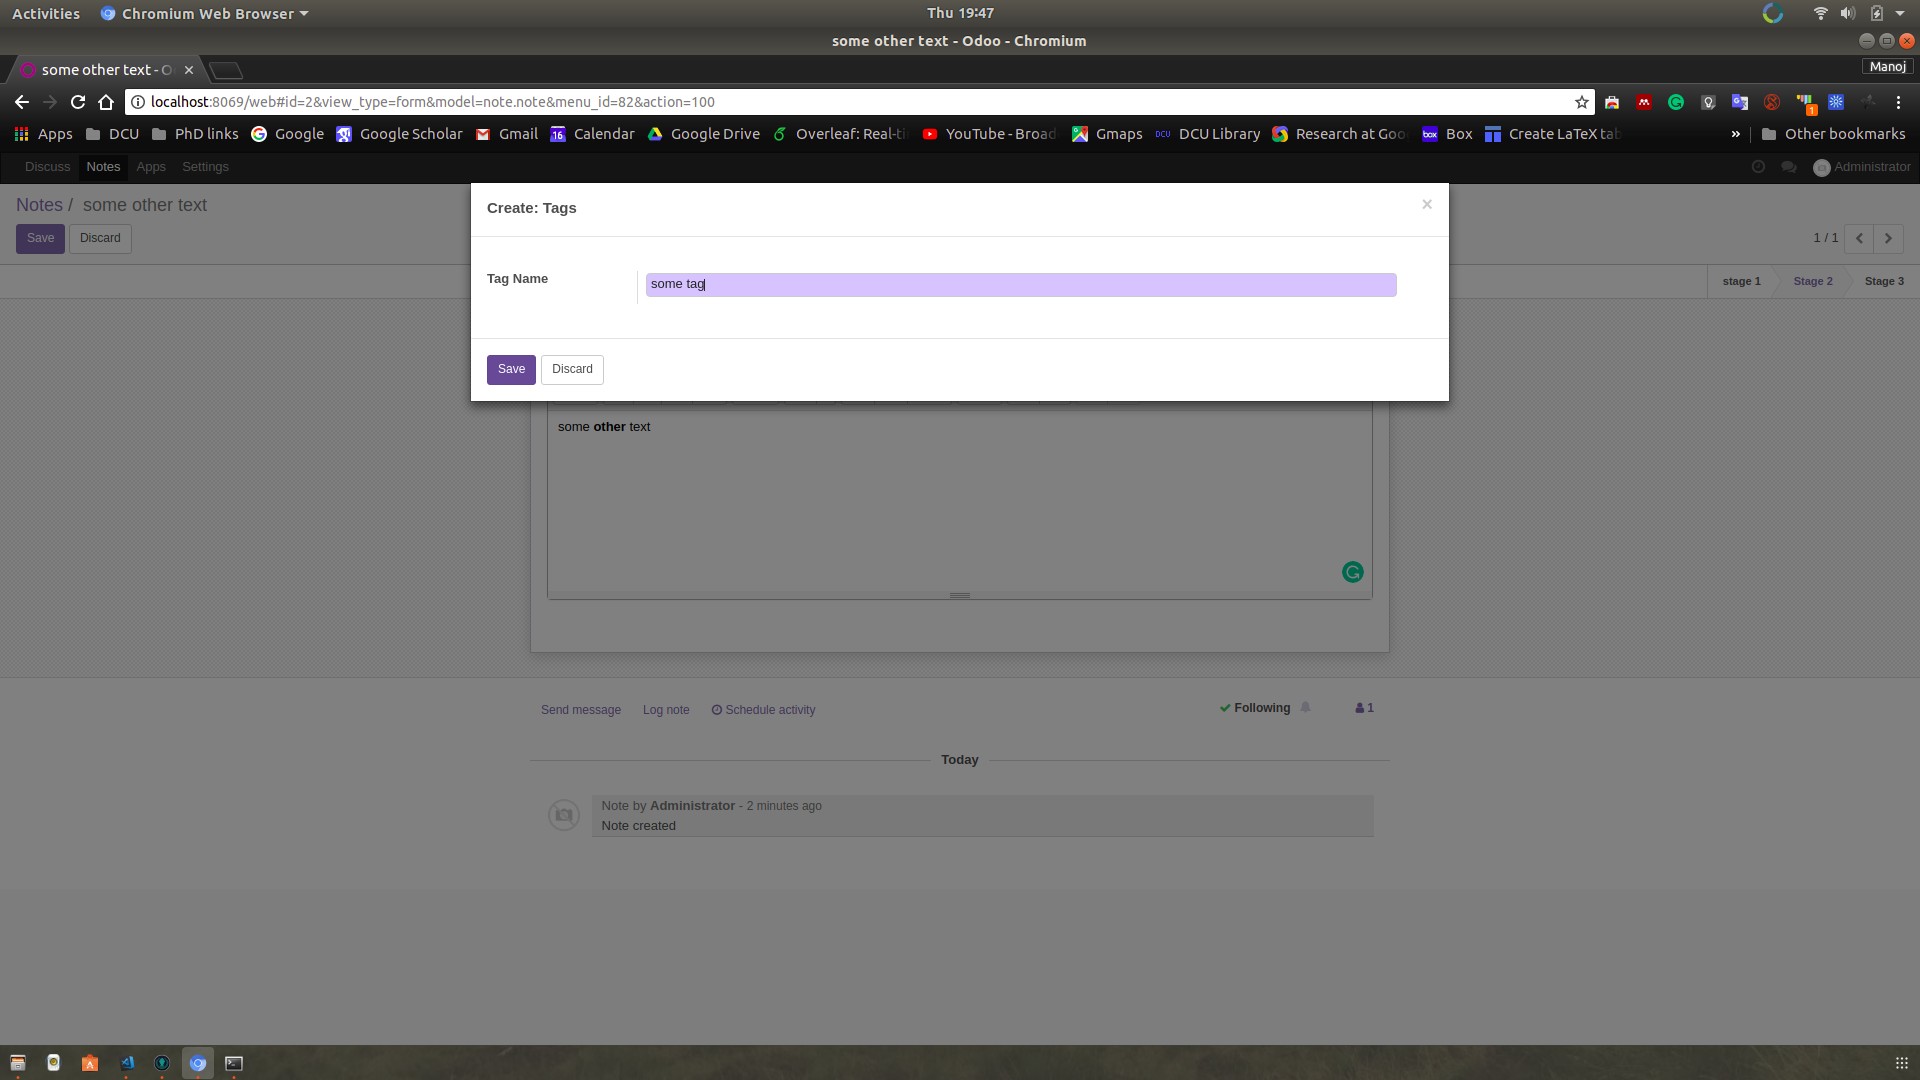 Activities Chromium Web Browser Thu 19:47
some other text - Odoo - Chromium
some other text - O Manoj
localhost:8069/web#id=2&view_type=form&model=note.note&menu_id=82&action=100
1
Apps DCU PhD links Google Google Scholar Gmail 16 Calendar Google Drive Overleaf: Real-ti YouTube - Broad Gmaps DCU DCU Library Research at Goo box Box Create LaTeX tab » Other bookmarks
Discuss Notes Apps Settings Administrator
Notes / some other text
Save Discard 1 / 1
stage 1 Stage 2 Stage 3
Create: Tags ×
Tag Name some tag
Save Discard
some other text
Send message Log note Schedule activity Following 1
Today
Note by Administrator - 2 minutes ago
Note created